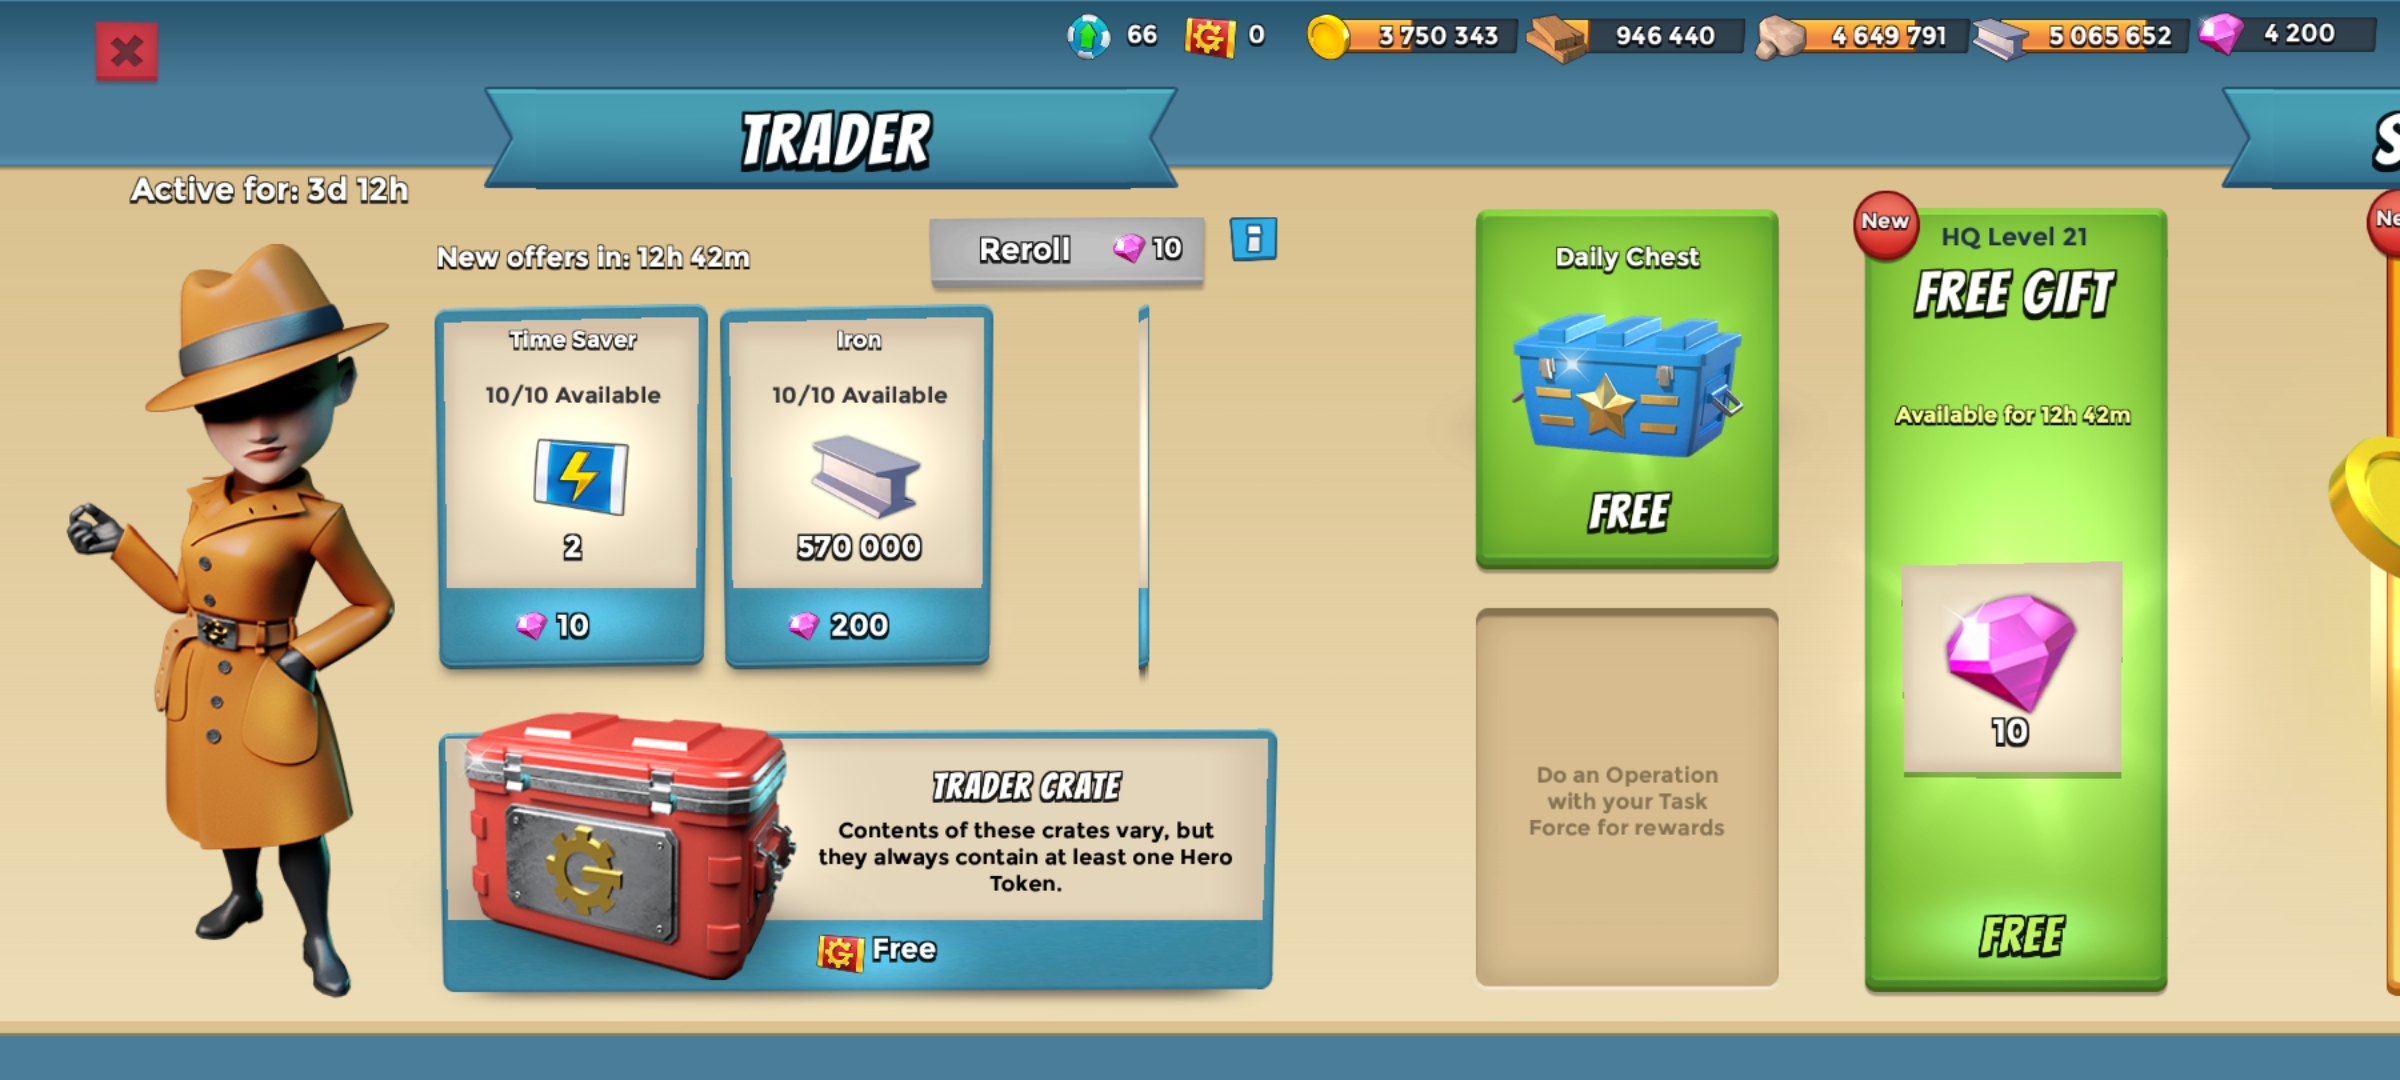 66
0
3 750 343
946 440
4 649 791
5 065 652
4 200
TRADER
Active for: 3d 12h
New offers in: 12h 42m
Reroll 10
Time Saver
10/10 Available
2
10
Iron
10/10 Available
570 000
200
TRADER CRATE
Contents of these crates vary, but
they always contain at least one Hero
Token.
Free
Daily Chest
FREE
Do an Operation
with your Task
Force for rewards
New
HQ Level 21
FREE GIFT
Available for 12h 42m
10
FREE